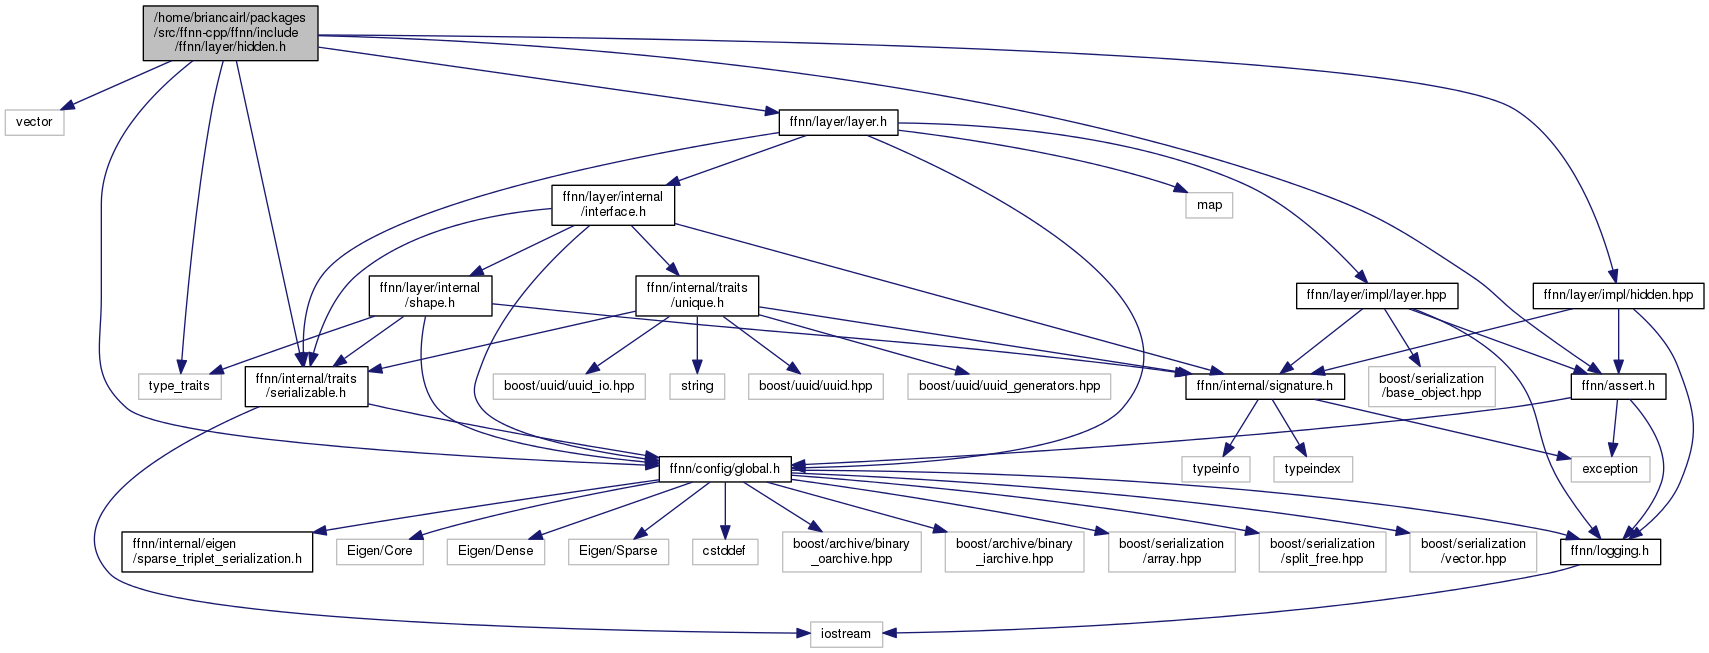 /home/briancairl/packages
/src/ffnn-cpp/ffnn/include
/ffnn/layer/hidden.h
vector
ffnn/layer/layer.h
ffnn/layer/internal
/interface.h
map
ffnn/layer/internal
/shape.h
ffnn/internal/traits
/unique.h
ffnn/layer/impl/layer.hpp
ffnn/layer/impl/hidden.hpp
type_traits
ffnn/internal/traits
/serializable.h
boost/uuid/uuid_io.hpp
string
boost/uuid/uuid.hpp
boost/uuid/uuid_generators.hpp
ffnn/internal/signature.h
boost/serialization
/base_object.hpp
ffnn/assert.h
ffnn/config/global.h
typeinfo
typeindex
exception
ffnn/internal/eigen
/sparse_triplet_serialization.h
Eigen/Core
Eigen/Dense
Eigen/Sparse
cstddef
boost/archive/binary
_oarchive.hpp
boost/archive/binary
_iarchive.hpp
boost/serialization
/array.hpp
boost/serialization
/split_free.hpp
boost/serialization
/vector.hpp
ffnn/logging.h
iostream